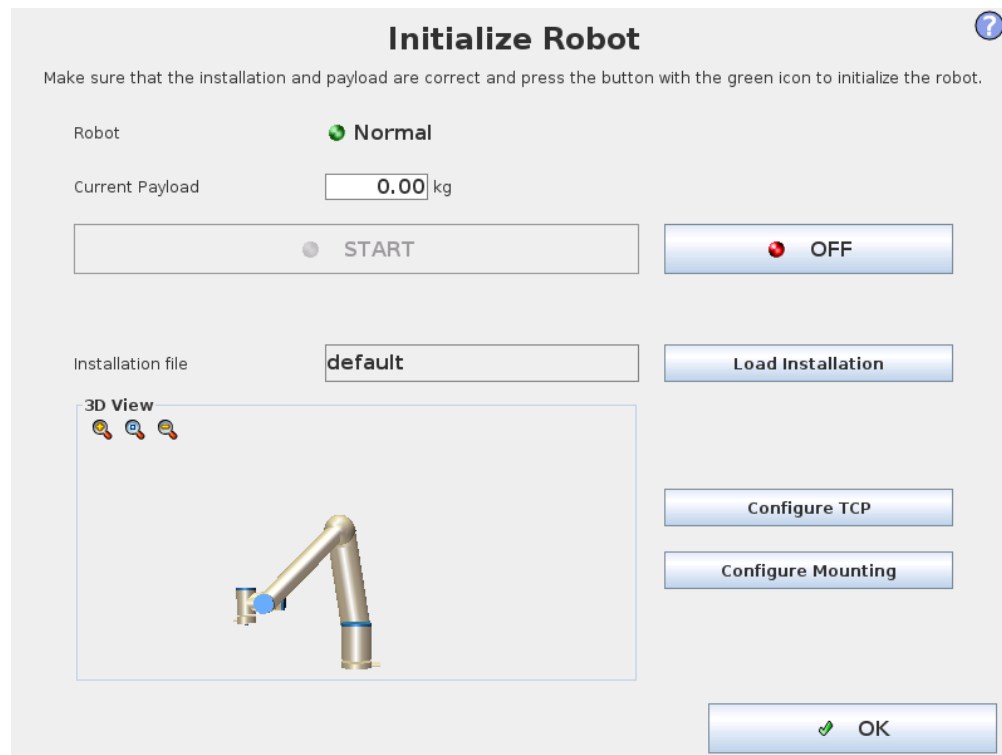 Initialize Robot
?
Make sure that the installation and payload are correct and press the button with the green icon to initialize the robot.
Robot
Normal
Current Payload
0.00 kg
START
OFF
Installation file
default
Load Installation
3D View
Configure TCP
Configure Mounting
OK